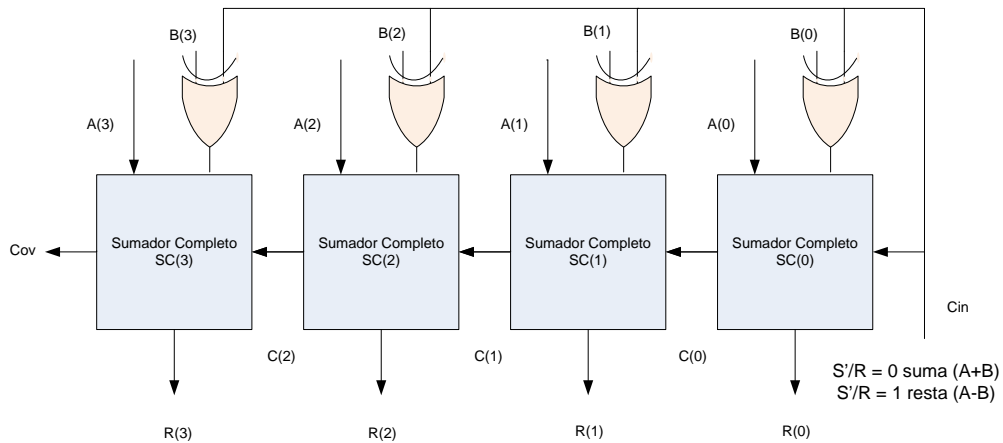 B(3)
B(2)
B(1)
B(0)
A(3)
A(2)
A(1)
A(0)
Sumador Completo
SC(3)
Sumador Completo
SC(2)
Sumador Completo
SC(1)
Sumador Completo
SC(0)
Cov
Cin
C(2)
C(1)
C(0)
S'/R = 0 suma (A+B)
S'/R = 1 resta (A-B)
R(3)
R(2)
R(1)
R(0)